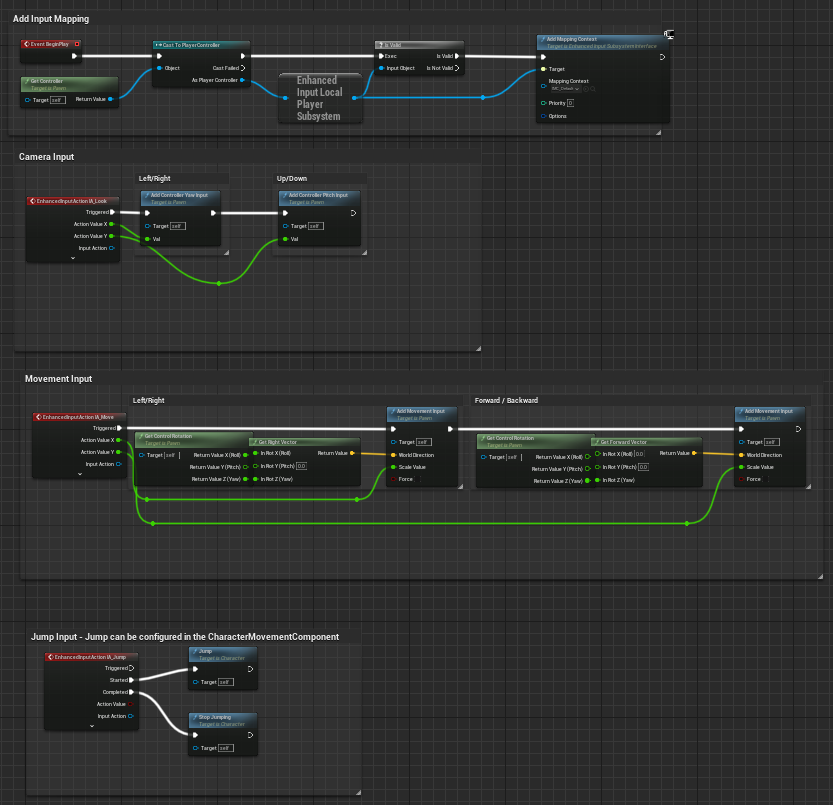 Add Input Mapping
Event BeginPlay
Cast To PlayerController
Is Valid
Add Mapping Context
Target is Enhanced Input Subsystem Interface
Exec
Is Valid
Object
Cast Failed
Input Object
Is Not Valid
Target
Get Controller
Target is Pawn
As Player Controller
Enhanced
Input Local
Player
Subsystem
Mapping Context
IMC_Default
Target self
Return Value
Priority 0
Options
Camera Input
Left/Right
Up/Down
EnhancedInputAction IA_Look
Add Controller Yaw Input
Target is Pawn
Add Controller Pitch Input
Target is Pawn
Triggered
Action Value X
Target self
Target self
Action Value Y
Val
Val
Input Action
Movement Input
Left/Right
Forward / Backward
EnhancedInputAction IA_Move
Add Movement Input
Target is Pawn
Add Movement Input
Target is Pawn
Triggered
Action Value X
Action Value Y
Input Action
Get Control Rotation
Target is Pawn
Get Right Vector
Target self
Return Value X (Roll)
In Rot X (Roll)
Return Value
Return Value Y (Pitch)
In Rot Y (Pitch) 0.0
Return Value Z (Yaw)
In Rot Z (Yaw)
Target self
World Direction
Scale Value
Force
Get Control Rotation
Target is Pawn
Get Forward Vector
Target self
Return Value X (Roll)
In Rot X (Roll) 0.0
Return Value
Return Value Y (Pitch)
In Rot Y (Pitch) 0.0
Return Value Z (Yaw)
In Rot Z (Yaw)
Target self
World Direction
Scale Value
Force
Jump Input - Jump can be configured in the CharacterMovementComponent
EnhancedInputAction IA_Jump
Jump
Target is Character
Triggered
Started
Target self
Completed
Action Value
Input Action
Stop Jumping
Target is Character
Target self